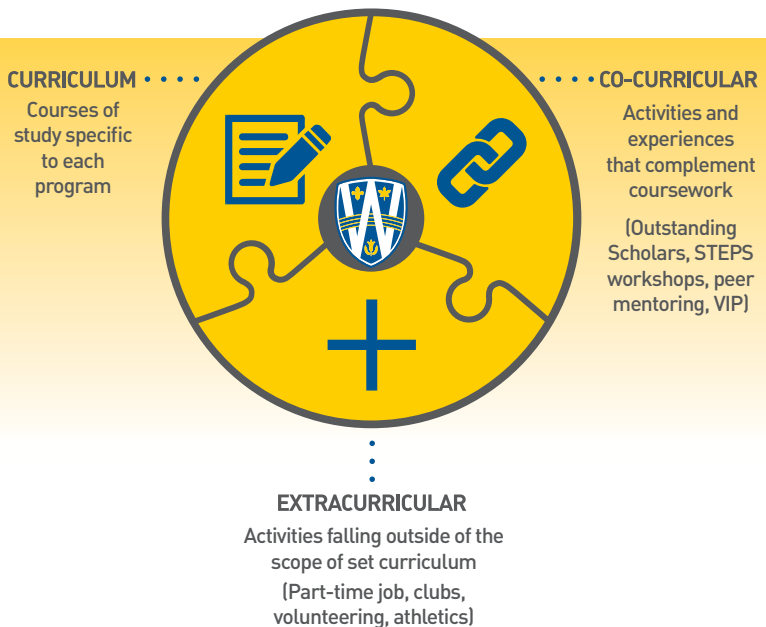 CURRICULUM
Courses of
study specific
to each
program
CO-CURRICULAR
Activities and
experiences
that complement
coursework
(Outstanding
Scholars, STEPS
workshops, peer
mentoring, VIP)
W
EXTRACURRICULAR
Activities falling outside of the
scope of set curriculum
(Part-time job, clubs,
volunteering, athletics)